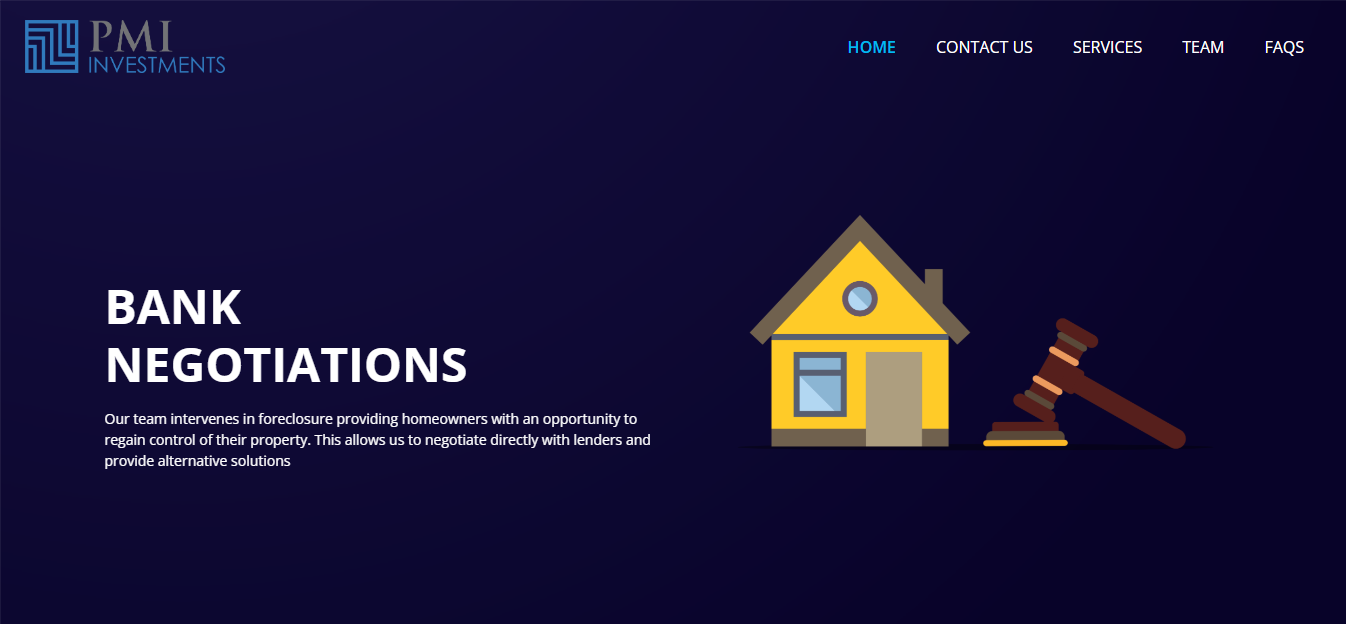 PMI
INVESTMENTS
HOME CONTACT US SERVICES TEAM FAQS
BANK
NEGOTIATIONS
Our team intervenes in foreclosure providing homeowners with an opportunity to
regain control of their property. This allows us to negotiate directly with lenders and
provide alternative solutions